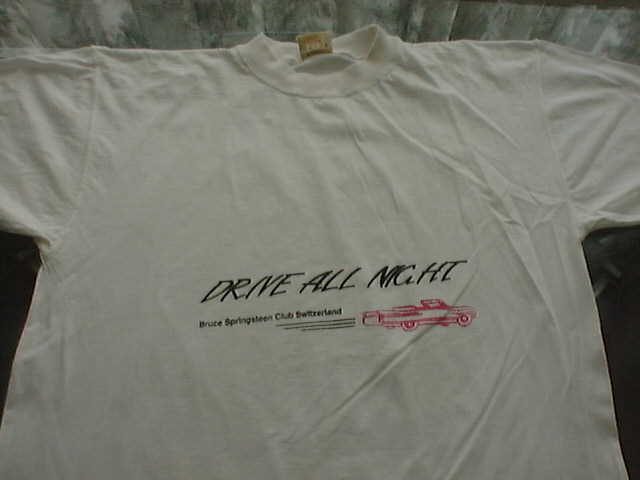 DRIVE ALL NIGHT
Bruce Springsteen Club Switzerland